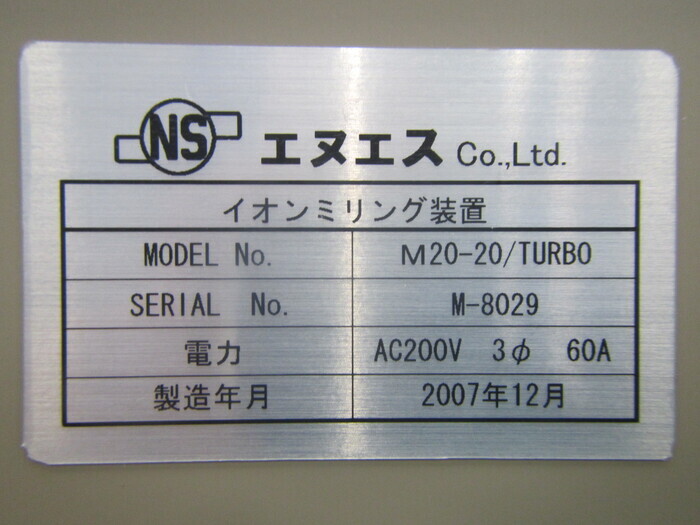 NS エヌエス Co.,Ltd.
イオンミリング装置
MODEL No. M20-20/TURBO
SERIAL No. M-8029
電力 AC200V 3φ 60A
製造年月 2007年12月